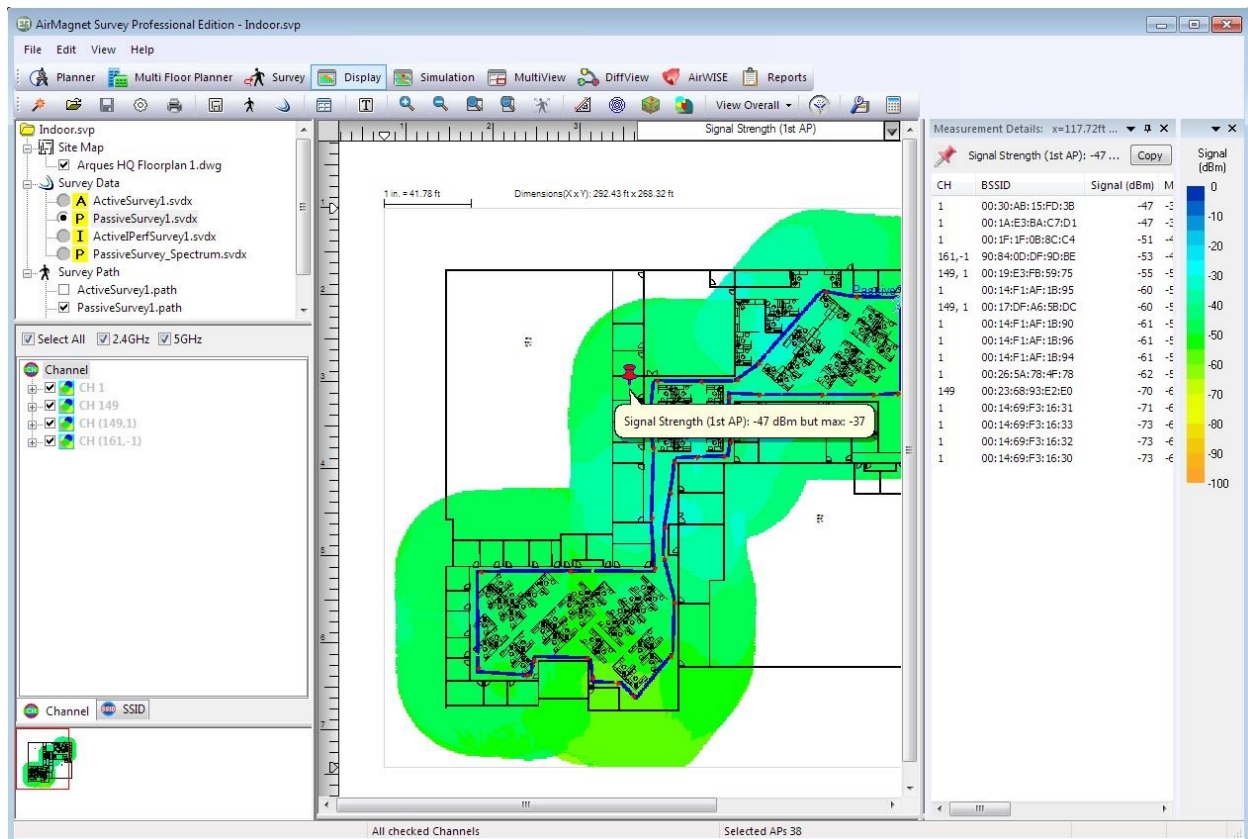 AirMagnet Survey Professional Edition - Indoor.svp
File Edit View Help
Planner Multi Floor Planner Survey Display Simulation MultiView DiffView AirWISE Reports
View Overall
Indoor.svp
Site Map
Arques HQ Floorplan 1.dwg
Survey Data
A ActiveSurvey1.svdx
P PassiveSurvey1.svdx
I ActiveIPerfSurvey1.svdx
P PassiveSurvey_Spectrum.svdx
Survey Path
ActiveSurvey1.path
PassiveSurvey1.path
Select All 2.4GHz 5GHz
Channel
CH 1
CH 149
CH (149,1)
CH (161,-1)
CH Channel SSID SSID
1 2 3
Signal Strength (1st AP)
1 in. = 41.78 ft Dimensions(X x Y): 292.43 ft x 268.32 ft
1
2
3
4
5
6
7
Signal Strength (1st AP): -47 dBm but max: -37
Measurement Details: x=117.72ft ...
Signal Strength (1st AP): -47 ... Copy
CH BSSID Signal (dBm) M
1 00:30:AB:15:FD:3B -47
1 00:1A:E3:BA:C7:D1 -47
1 00:1F:1F:0B:8C:C4 -51
161,-1 90:84:0D:DF:9D:BE -53
149, 1 00:19:E3:FB:59:75 -55
1 00:14:F1:AF:1B:95 -60
149, 1 00:17:DF:A6:5B:DC -60
1 00:14:F1:AF:1B:90 -61
1 00:14:F1:AF:1B:96 -61
1 00:14:F1:AF:1B:94 -61
1 00:26:5A:78:4F:78 -62
149 00:23:68:93:E2:E0 -70
1 00:14:69:F3:16:31 -71
1 00:14:69:F3:16:33 -73
1 00:14:69:F3:16:32 -73
1 00:14:69:F3:16:30 -73
Signal
(dBm)
0
-10
-20
-30
-40
-50
-60
-70
-80
-90
-100
All checked Channels Selected APs 38